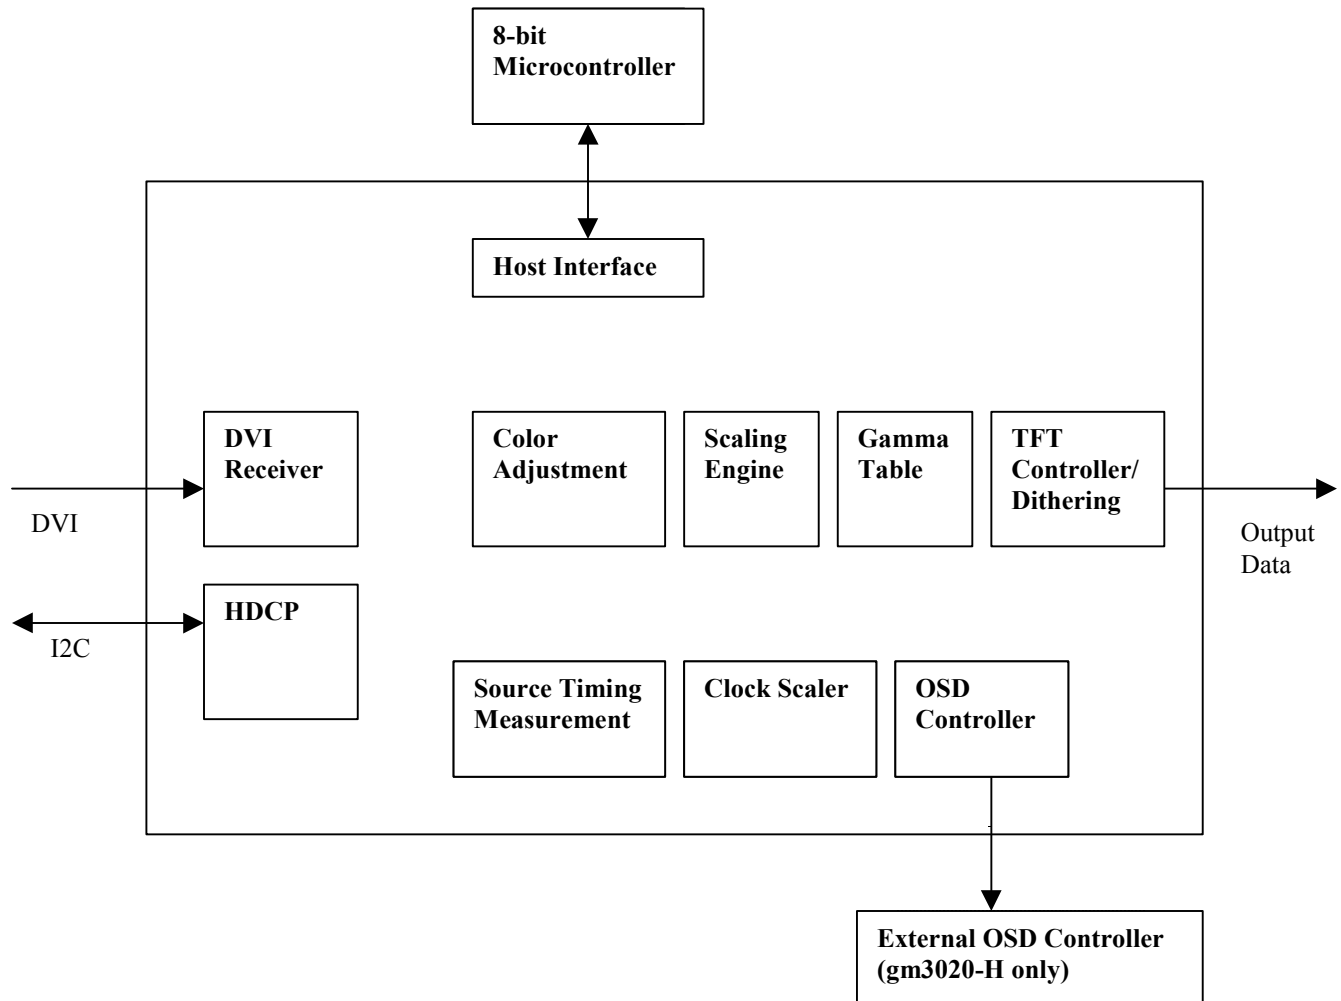 8-bit
Microcontroller
Host Interface
DVI
Receiver
Color
Adjustment
Scaling
Engine
Gamma
Table
TFT
Controller/
Dithering
DVI
Output
Data
HDCP
I2C
Source Timing
Measurement
Clock Scaler
OSD
Controller
External OSD Controller
(gm3020-H only)